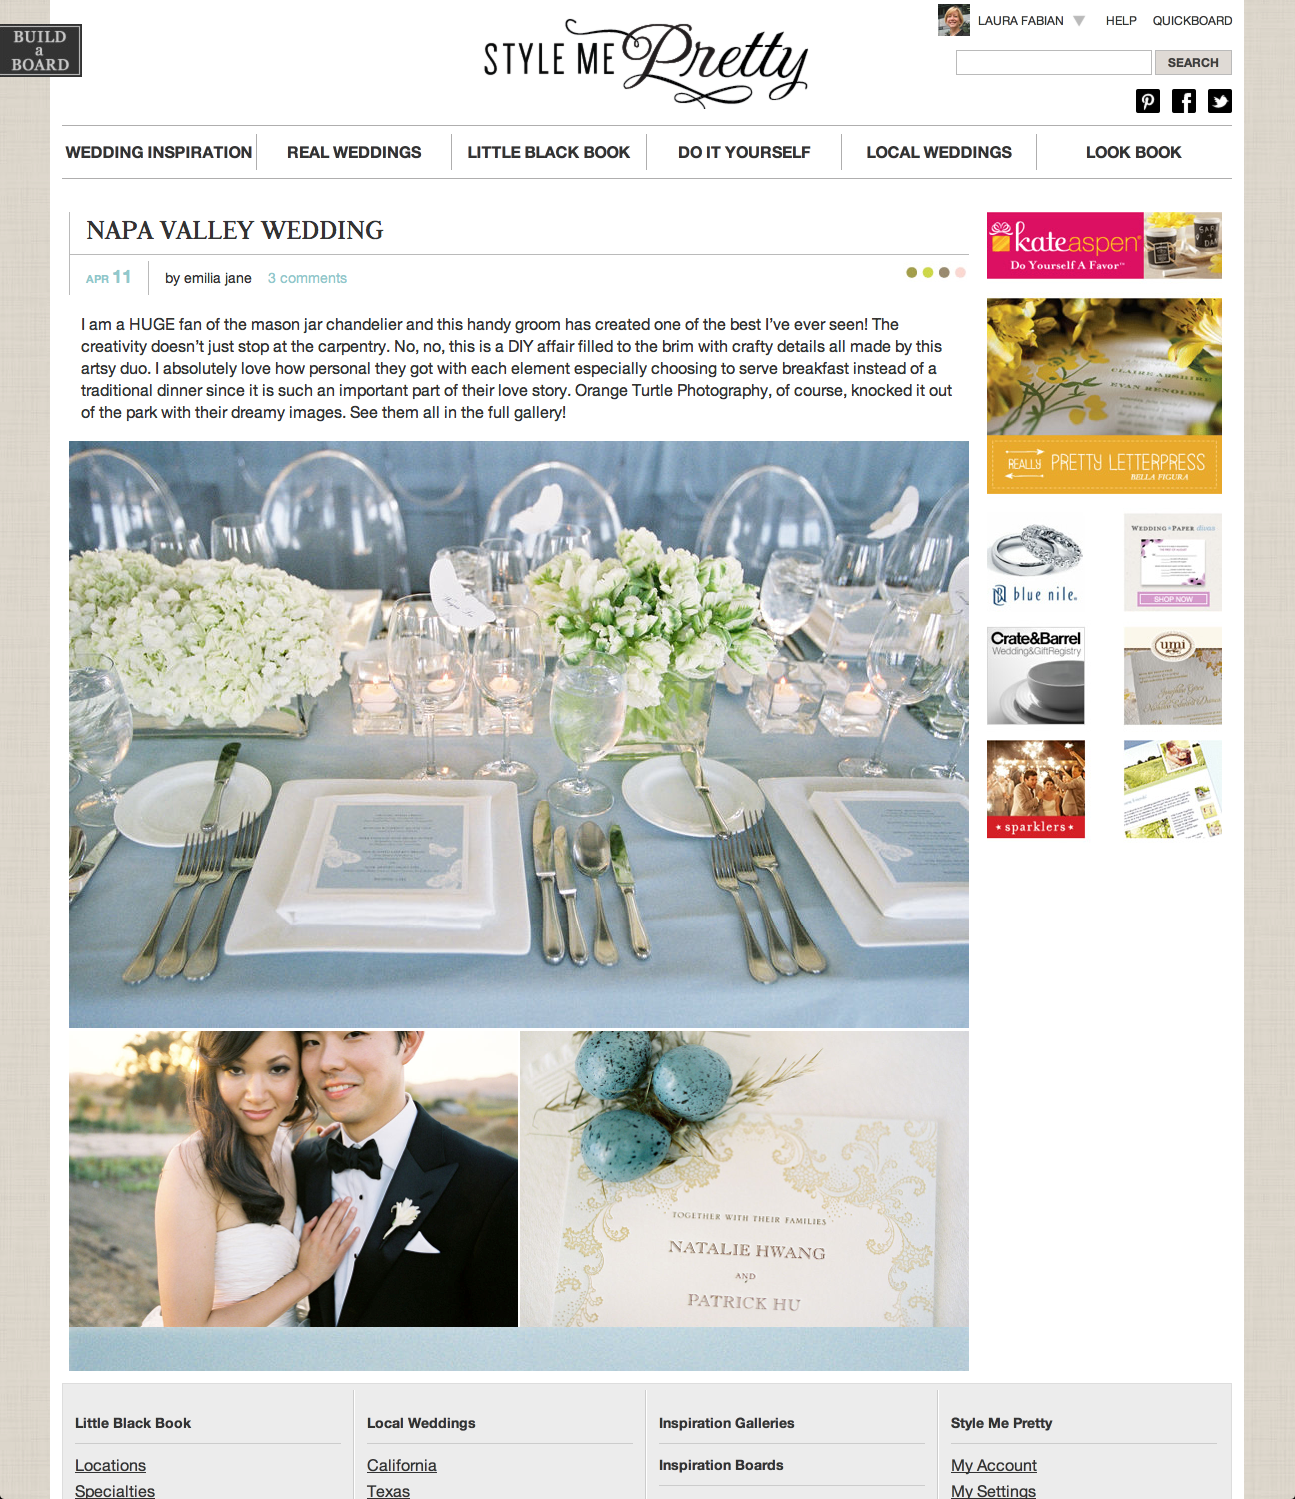 BUILD
a
BOARD
STYLE ME Pretty
LAURA FABIAN HELP QUICKBOARD
SEARCH
WEDDING INSPIRATION REAL WEDDINGS LITTLE BLACK BOOK DO IT YOURSELF LOCAL WEDDINGS LOOK BOOK
NAPA VALLEY WEDDING
APR 11 by emilia jane 3 comments
I am a HUGE fan of the mason jar chandelier and this handy groom has created one of the best I've ever seen! The
creativity doesn't just stop at the carpentry. No, no, this is a DIY affair filled to the brim with crafty details all made by this
artsy duo. I absolutely love how personal they got with each element especially choosing to serve breakfast instead of a
traditional dinner since it is such an important part of their love story. Orange Turtle Photography, of course, knocked it out
of the park with their dreamy images. See them all in the full gallery!
kateaspen®
Do Yourself A Favor™
CLAIRE ABSHIRE
EVAN RENOLDS
REALLY PRETTY LETTERPRESS
BELLA FIGURA
blue nile®
WEDDING PAPER divas
SHOP NOW
Crate&Barrel
Wedding&GiftRegistry
umi
sparklers
TOGETHER WITH THEIR FAMILIES
NATALIE HWANG
AND
PATRICK HU
Little Black Book
Locations
Specialties
Local Weddings
California
Texas
Inspiration Galleries
Inspiration Boards
Style Me Pretty
My Account
My Settings